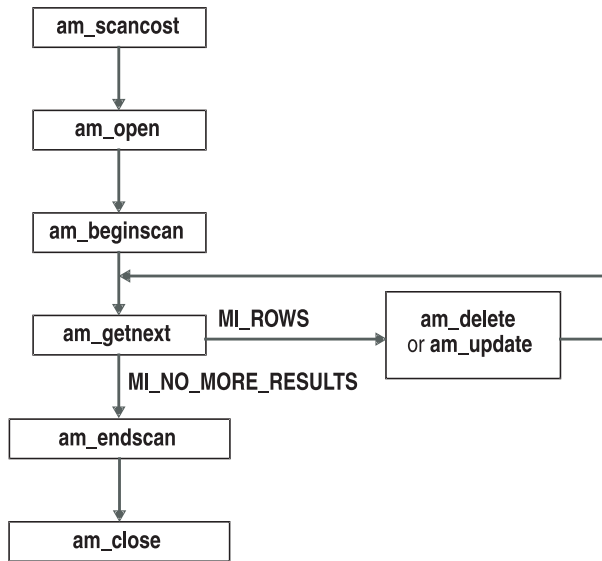 am_scancost
am_open
am_beginscan
am_getnext
MI_ROWS
am_delete
or am_update
MI_NO_MORE_RESULTS
am_endscan
am_close